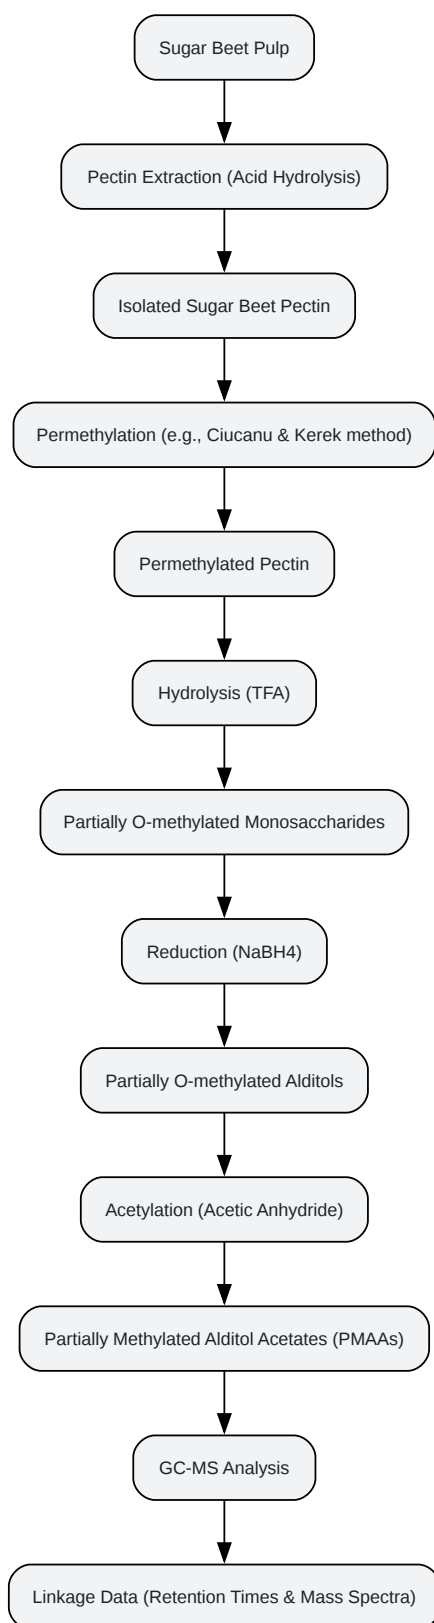 Sugar Beet Pulp
Pectin Extraction (Acid Hydrolysis)
Isolated Sugar Beet Pectin
Permethylation (e.g., Ciucanu & Kerek method)
Permethylated Pectin
Hydrolysis (TFA)
Partially O-methylated Monosaccharides
Reduction (NaBH4)
Partially O-methylated Alditols
Acetylation (Acetic Anhydride)
Partially Methylated Alditol Acetates (PMAAs)
GC-MS Analysis
Linkage Data (Retention Times & Mass Spectra)